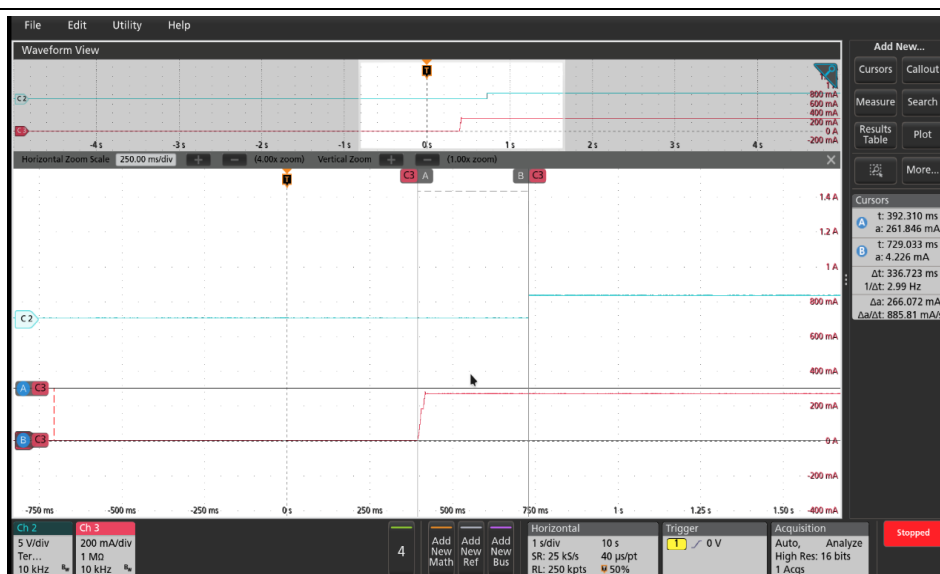 File Edit Utility Help
Waveform View
Add New...
Cursors Callout
Measure Search
Results Table Plot
More...
C2
C3
T
800 mA
600 mA
400 mA
200 mA
0 A
-200 mA
-4 s -3 s -2 s -1 s 0 s 1 s 2 s 3 s 4 s
Horizontal Zoom Scale 250.00 ms/div + − (4.00x zoom) Vertical Zoom + − (1.00x zoom) X
T C3 A B C3
1.4 A
1.2 A
1 A
800 mA
C 2
600 mA
400 mA
A C3
200 mA
B C3
0 A
-200 mA
-750 ms -500 ms -250 ms 0 s 250 ms 500 ms 750 ms 1 s 1.25 s 1.50 s -400 mA
Cursors
A t: 392.310 ms
a: 261.846 mA
B t: 729.033 ms
a: 4.226 mA
Δt: 336.723 ms
1/Δt: 2.99 Hz
Δa: 266.072 mA
Δa/Δt: 885.81 mA/s
Ch 2
5 V/div
Ter...
10 kHz
Ch 3
200 mA/div
1 MΩ
10 kHz
4
Add New Math
Add New Ref
Add New Bus
Horizontal
1 s/div 10 s
SR: 25 kS/s 40 µs/pt
RL: 250 kpts 50%
Trigger
1 0 V
Acquisition
Auto, Analyze
High Res: 16 bits
1 Acqs
Stopped